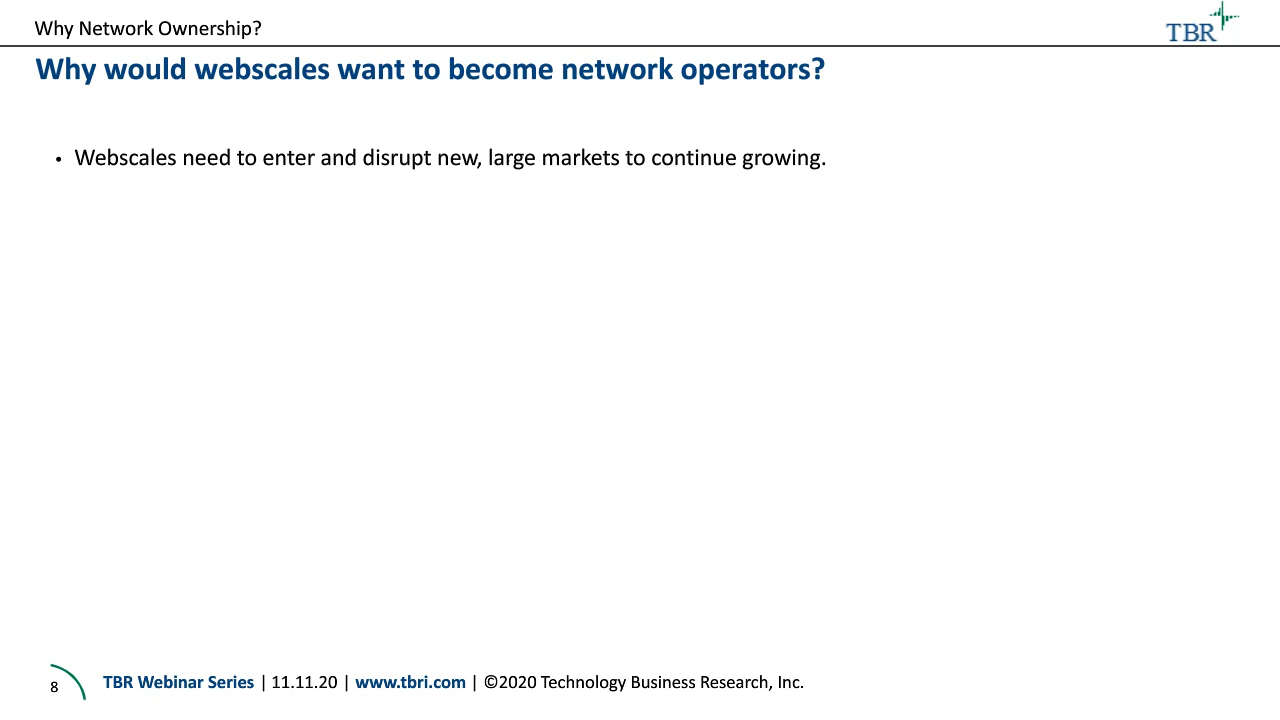 Why Network Ownership?
TBR
Why would webscales want to become network operators?
• Webscales need to enter and disrupt new, large markets to continue growing.
8
TBR Webinar Series | 11.11.20 | www.tbri.com | ©2020 Technology Business Research, Inc.